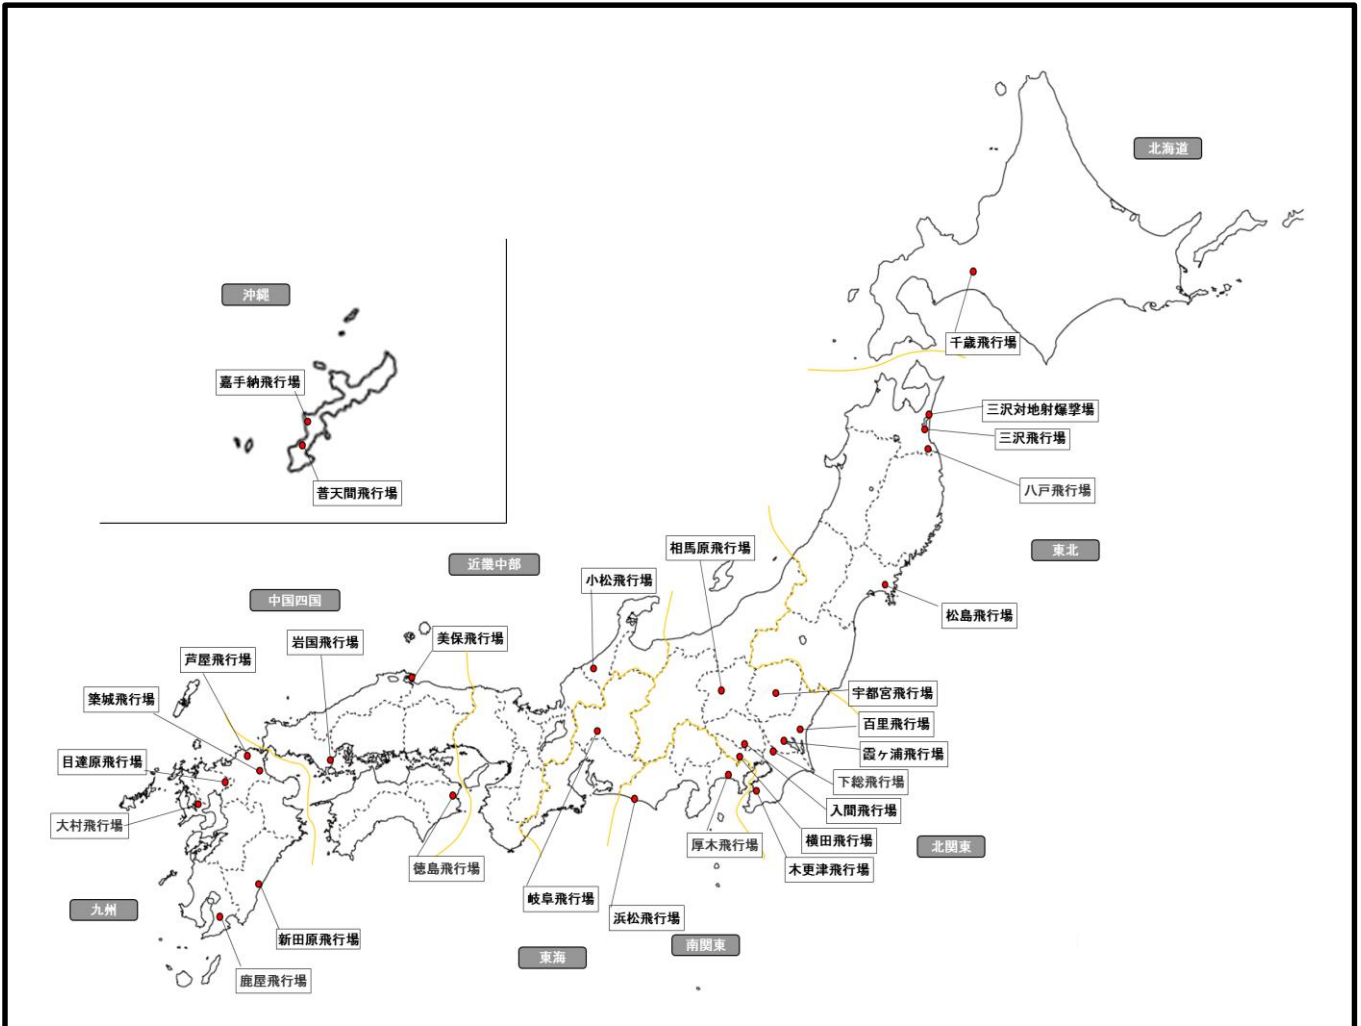 北海道
沖縄
千歳飛行場
嘉手納飛行場
三沢対地射爆撃場
三沢飛行場
八戸飛行場
普天間飛行場
相馬原飛行場
東北
近畿中部
小松飛行場
中国四国
松島飛行場
岩国飛行場
美保飛行場
芦屋飛行場
築城飛行場
宇都宮飛行場
百里飛行場
霞ヶ浦飛行場
目達原飛行場
下総飛行場
入間飛行場
大村飛行場
横田飛行場
厚木飛行場
北関東
徳島飛行場
木更津飛行場
岐阜飛行場
九州
浜松飛行場
新田原飛行場
南関東
東海
鹿屋飛行場